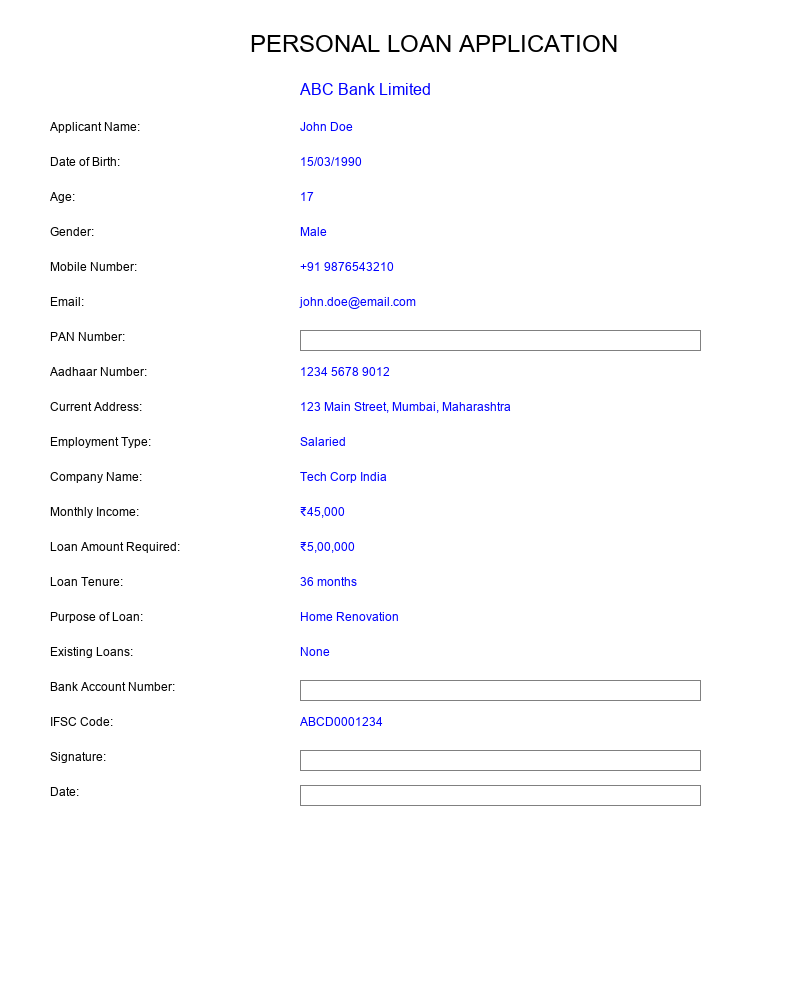 PERSONAL LOAN APPLICATION
ABC Bank Limited
Applicant Name: John Doe
Date of Birth: 15/03/1990
Age: 17
Gender: Male
Mobile Number: +91 9876543210
Email: john.doe@email.com
PAN Number:
Aadhaar Number: 1234 5678 9012
Current Address: 123 Main Street, Mumbai, Maharashtra
Employment Type: Salaried
Company Name: Tech Corp India
Monthly Income: ₹45,000
Loan Amount Required: ₹5,00,000
Loan Tenure: 36 months
Purpose of Loan: Home Renovation
Existing Loans: None
Bank Account Number:
IFSC Code: ABCD0001234
Signature:
Date: